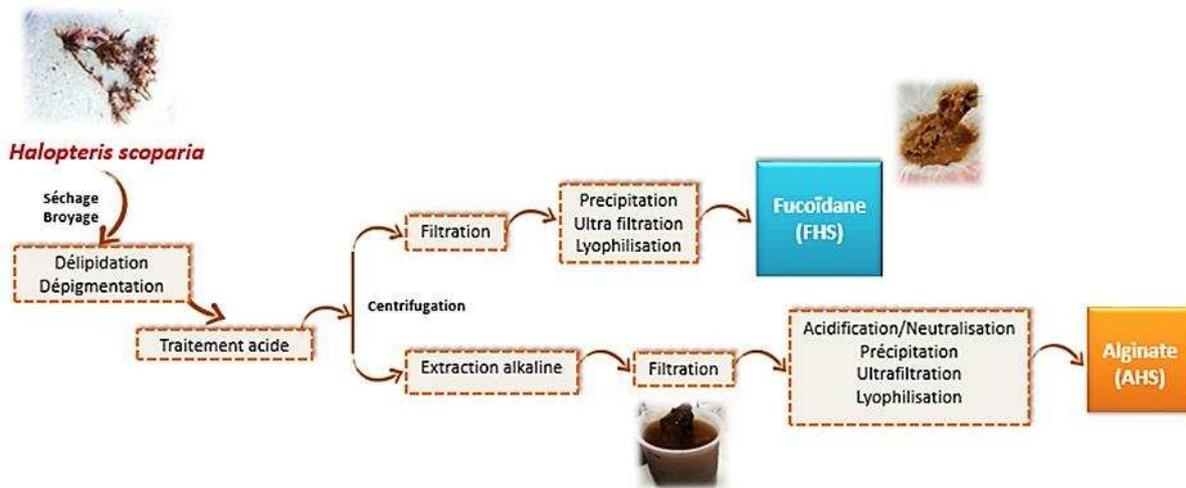 Halopteris scoparia
Séchage
Broyage
Délipidation
Dépigmentation
Traitement acide
Centrifugation
Filtration
Precipitation
Ultra filtration
Lyophilisation
Fucoïdane
(FHS)
Extraction alkaline
Filtration
Acidification/Neutralisation
Précipitation
Ultrafiltration
Lyophilisation
Alginate
(AHS)